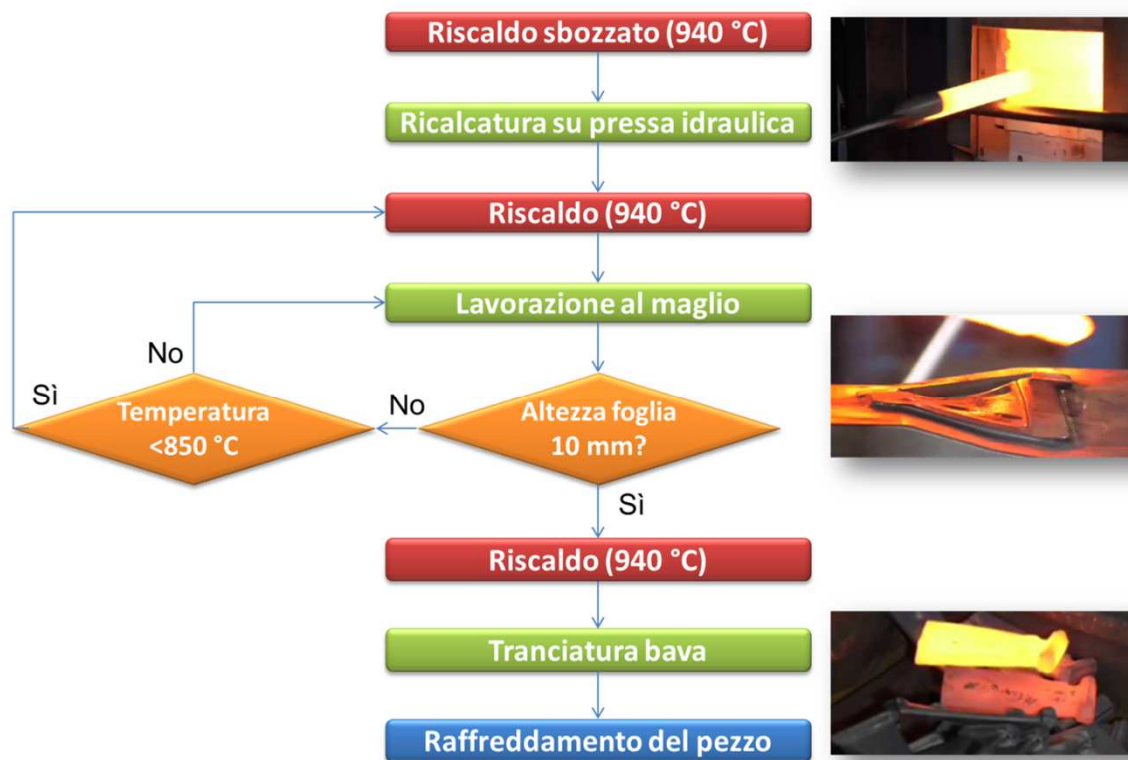 Riscaldo sbozzato (940 °C)
Ricalcatura su pressa idraulica
Riscaldo (940 °C)
Lavorazione al maglio
No
Sì
Temperatura
<850 °C
No
Altezza foglia
10 mm?
Sì
Riscaldo (940 °C)
Tranciatura bava
Raffreddamento del pezzo